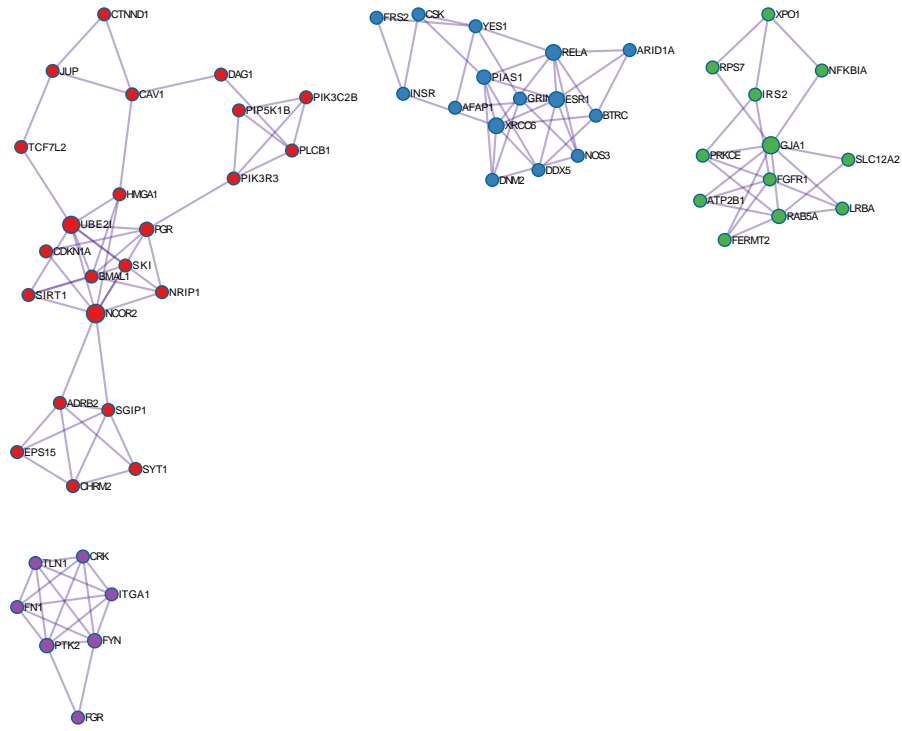 CTNND1
JUP
CAV1
DAG1
PIK3C2B
PIP5K1B
PLCB1
TCF7L2
PIK3R3
HMGA1
UBE2I
PGR
CDKN1A
SKI
BMAL1
SIRT1
NRIP1
NCOR2
ADRB2
SGIP1
EPS15
SYT1
CHRM2
FRS2
CSK
YES1
RELA
ARID1A
PIAS1
INSR
AFAP1
ESR1
XRCC6
BTRC
NOS3
DDX5
DNM2
XPO1
RPS7
NFKBIA
IRS2
GJA1
PRKCE
SLC12A2
FGFR1
ATP2B1
RAB5A
LRBA
FERMT2
TLN1
CRK
ITGA1
FN1
PTK2
FYN
FGR